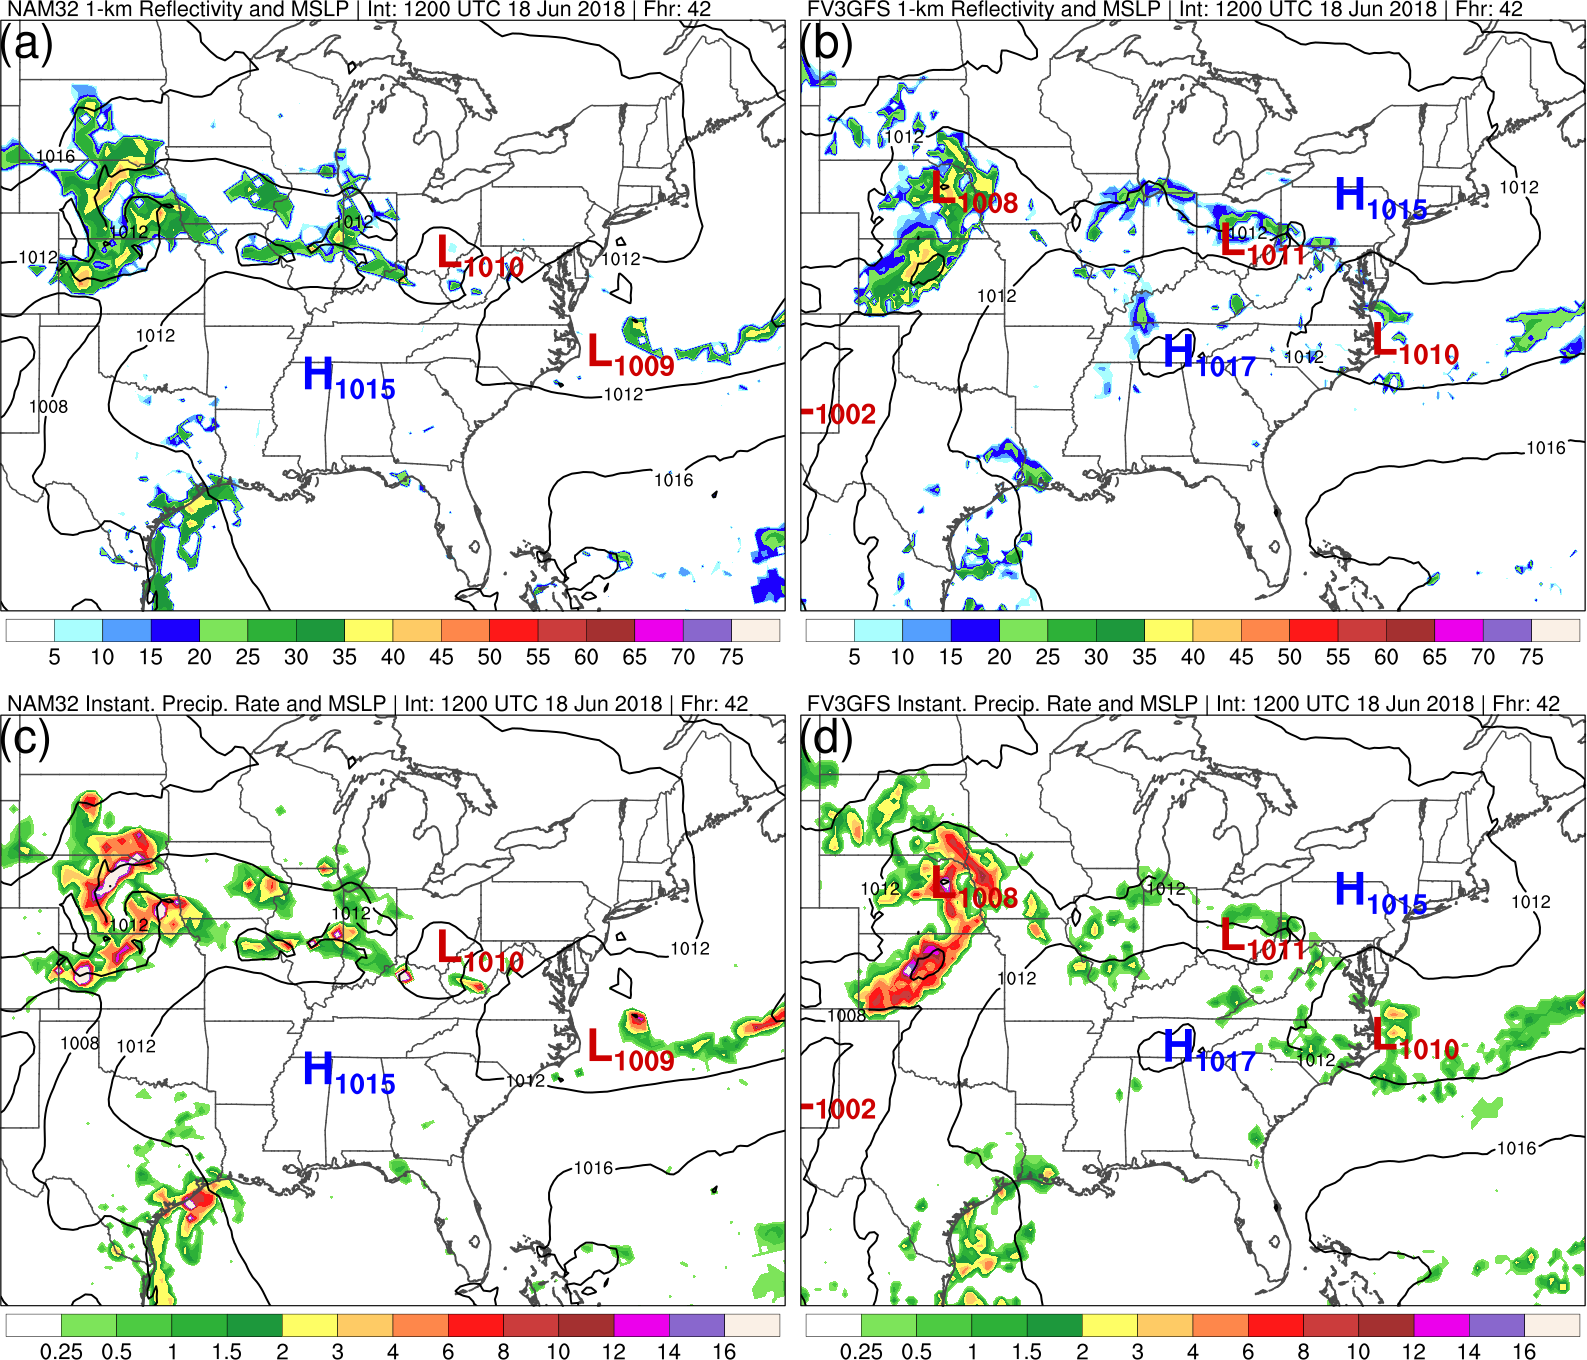 NAM32 1-km Reflectivity and MSLP | Int: 1200 UTC 18 Jun 2018 | Fhr: 42
(a)
1016
1012
1012
1012
L1010
1012
1012
L1009
H1015
1012
1008
1016
5 10 15 20 25 30 35 40 45 50 55 60 65 70 75
FV3GFS 1-km Reflectivity and MSLP | Int: 1200 UTC 18 Jun 2018 | Fhr: 42
(b)
1012
L1008
H1015
1012
1012
L1011
1012
H1017
1012
L1010
1002
1016
5 10 15 20 25 30 35 40 45 50 55 60 65 70 75
NAM32 Instant. Precip. Rate and MSLP | Int: 1200 UTC 18 Jun 2018 | Fhr: 42
(c)
1012
1012
L1010
1012
1008
1012
L1009
H1015
1012
1016
0.25 0.5 1 1.5 2 3 4 6 8 10 12 14 16
FV3GFS Instant. Precip. Rate and MSLP | Int: 1200 UTC 18 Jun 2018 | Fhr: 42
(d)
1012
L1008
1012
H1015
1012
L1011
1012
1008
H1017
1012
L1010
1002
1016
0.25 0.5 1 1.5 2 3 4 6 8 10 12 14 16